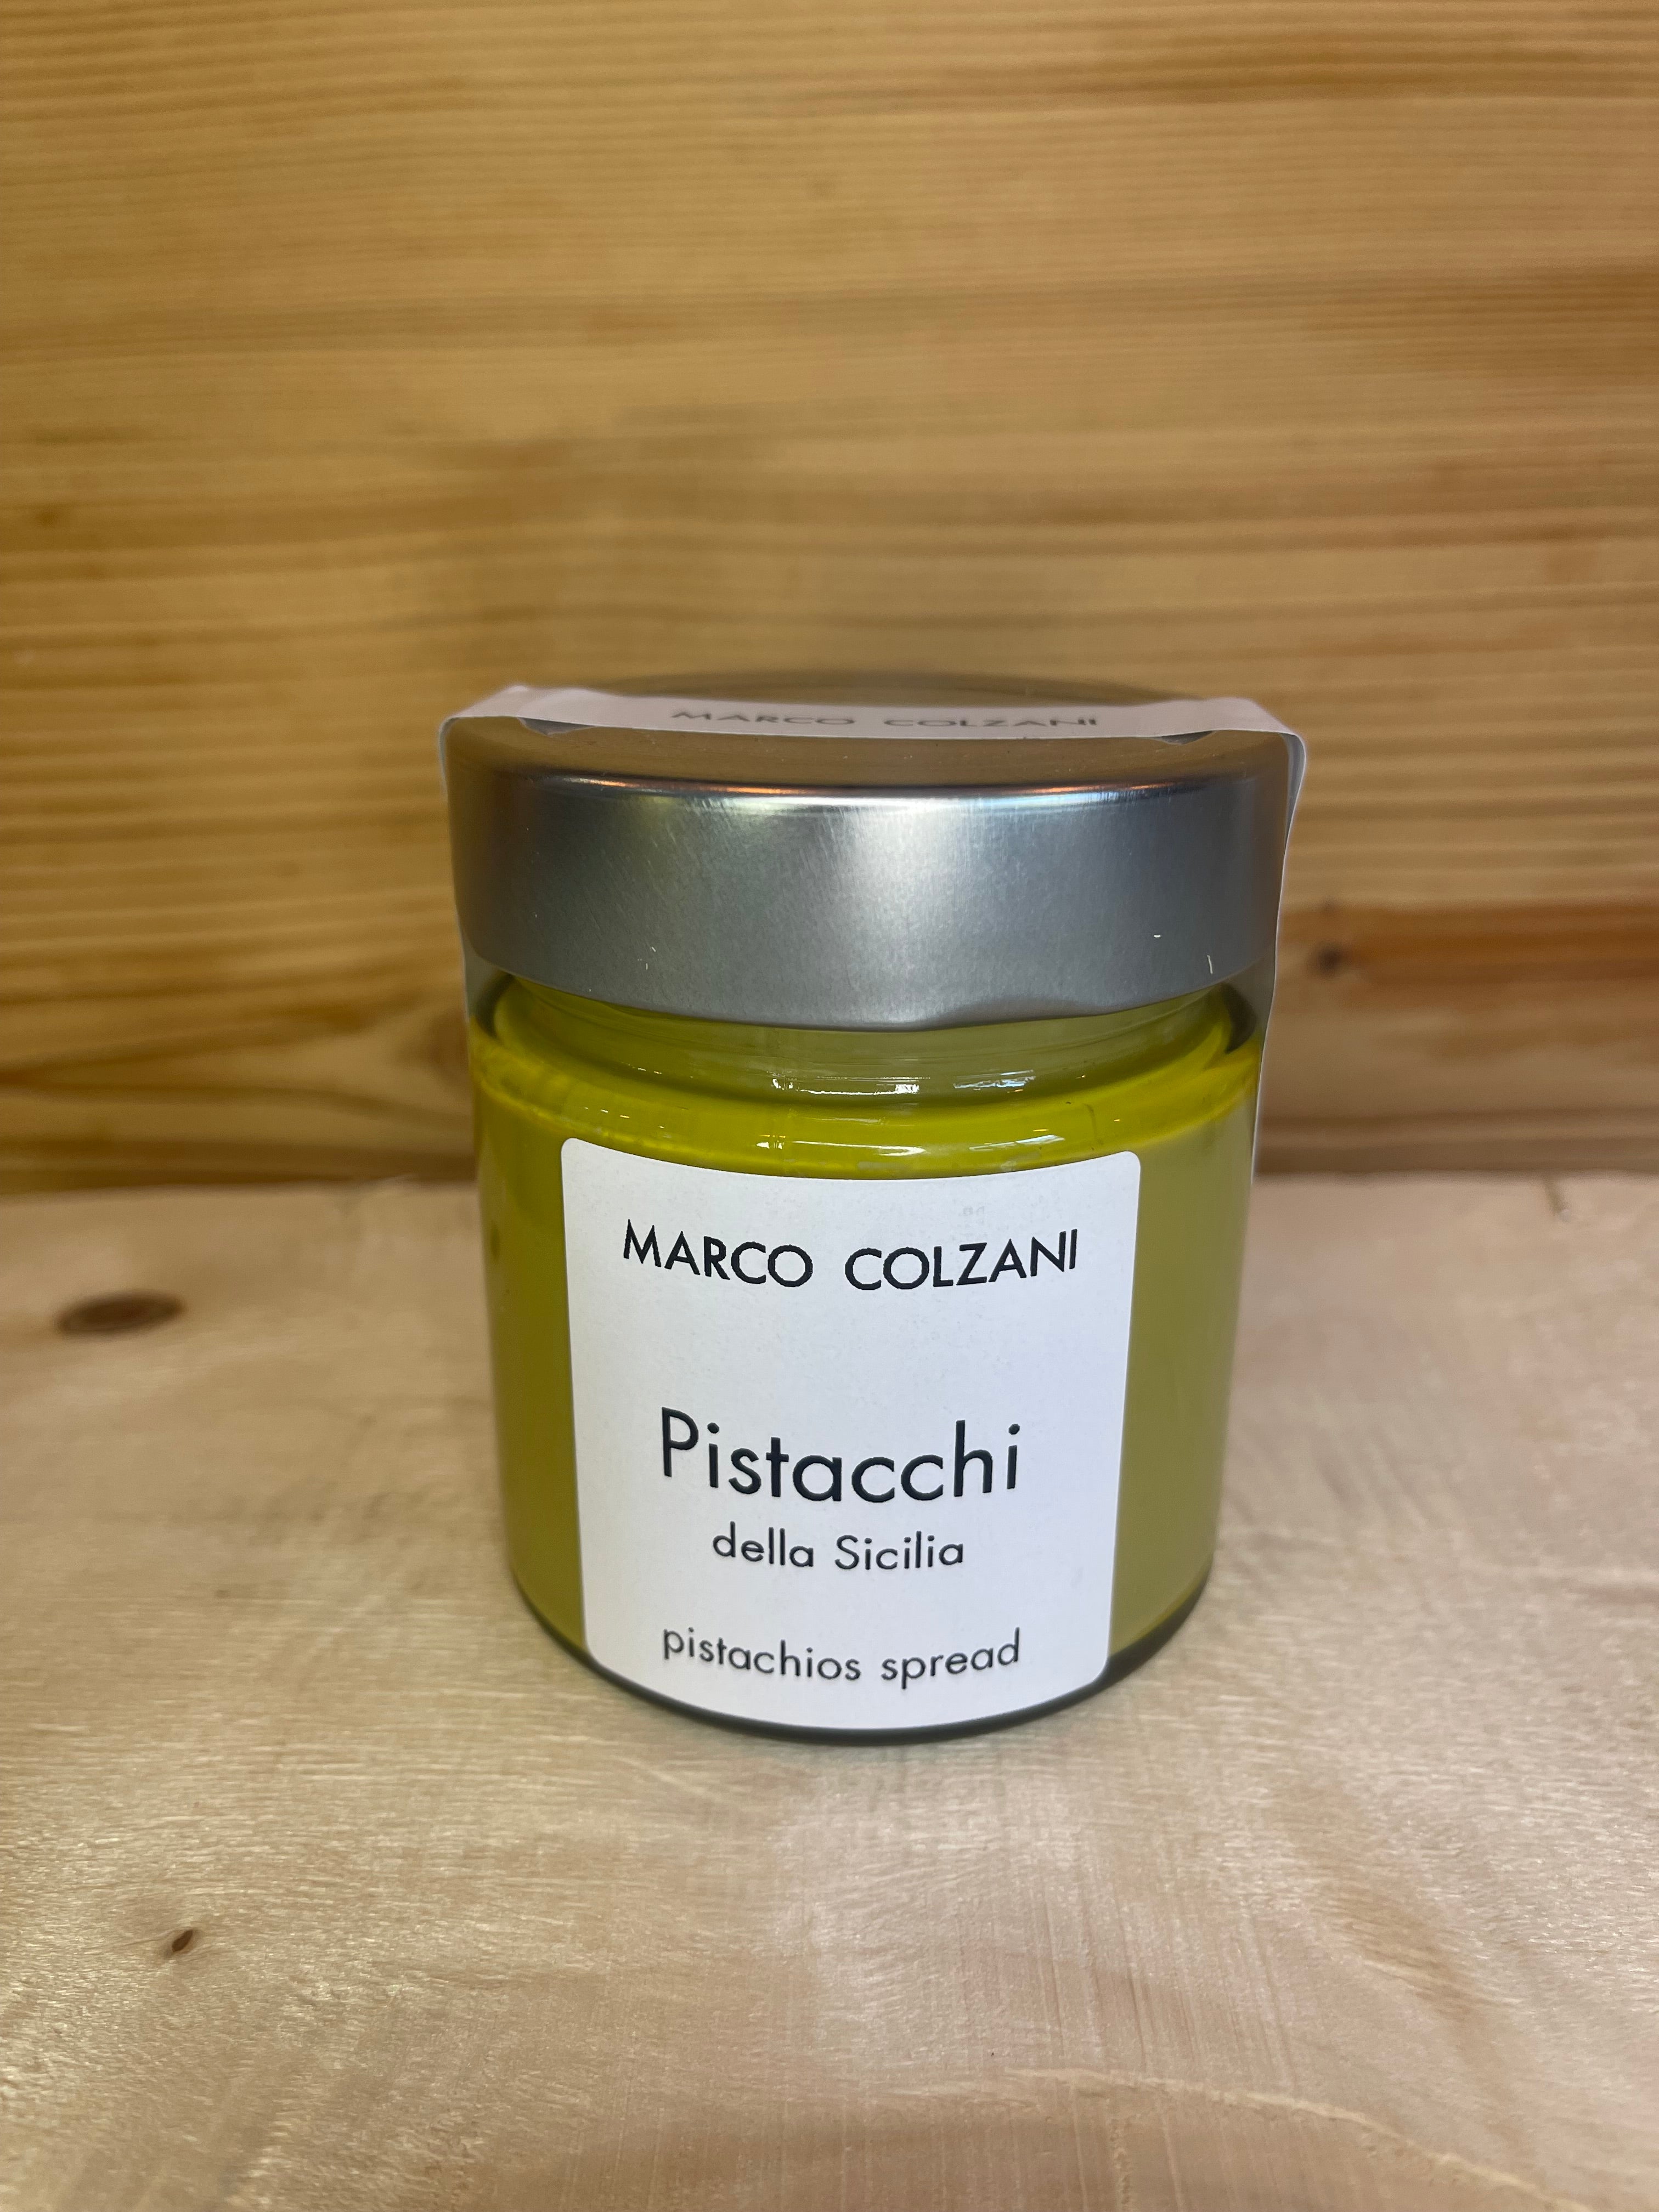 MARCO COLZANI
MARCO COLZANI
Pistacchi
della Sicilia
pistachios spread